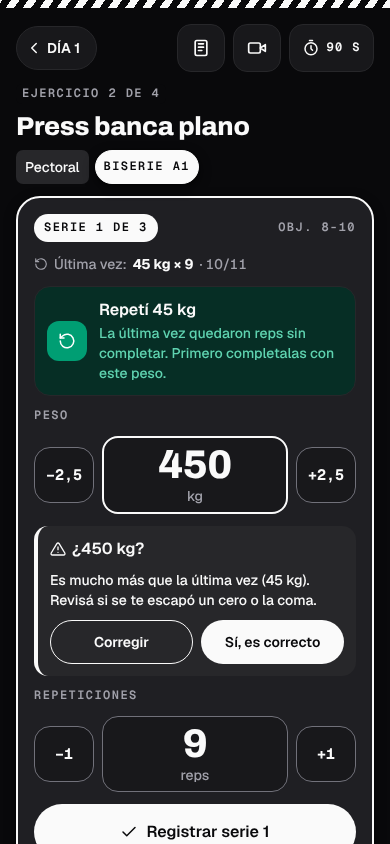 DÍA 1
90 S
EJERCICIO 2 DE 4
Press banca plano
Pectoral
BISERIE A1
SERIE 1 DE 3
OBJ. 8-10
Última vez: 45 kg × 9 · 10/11
Repetí 45 kg
La última vez quedaron reps sin
completar. Primero completalas con
este peso.
PESO
−2,5
450
kg
+2,5
¿450 kg?
Es mucho más que la última vez (45 kg).
Revisá si se te escapó un cero o la coma.
Corregir
Sí, es correcto
REPETICIONES
−1
9
reps
+1
Registrar serie 1